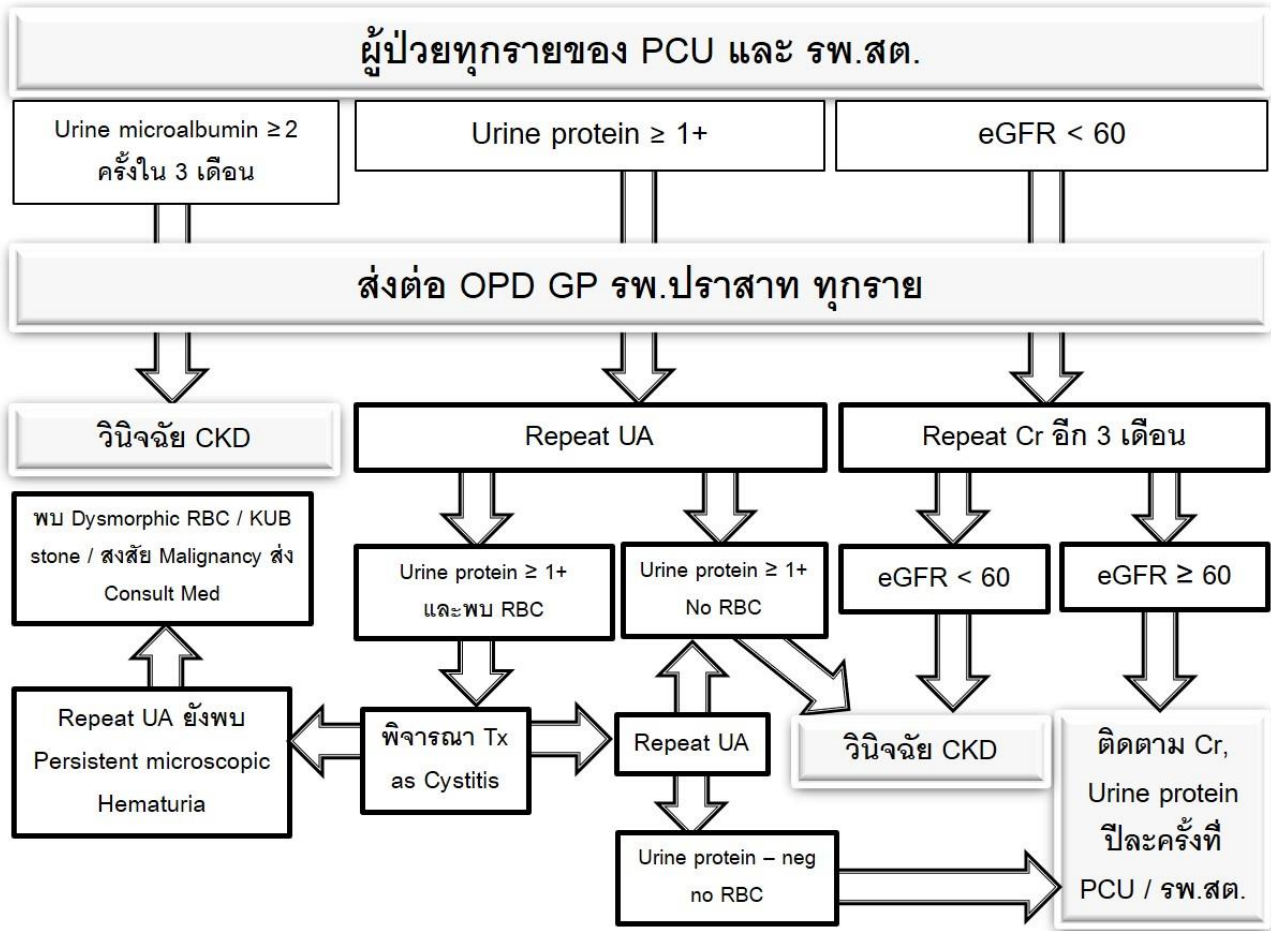 ผู้ป่วยทุกรายของ PCU และ รพ.สต.
Urine microalbumin ≥ 2
ครั้งใน 3 เดือน
Urine protein ≥ 1+
eGFR < 60
ส่งต่อ OPD GP รพ.ปราสาท ทุกราย
วินิจฉัย CKD
Repeat UA
Repeat Cr อีก 3 เดือน
พบ Dysmorphic RBC / KUB
stone / สงสัย Malignancy ส่ง
Consult Med
Urine protein ≥ 1+
และพบ RBC
Urine protein ≥ 1+
No RBC
eGFR < 60
eGFR ≥ 60
Repeat UA ยังพบ
Persistent microscopic
Hematuria
พิจารณา Tx
as Cystitis
Repeat UA
วินิจฉัย CKD
ติดตาม Cr,
Urine protein
ปีละครั้งที่
PCU / รพ.สต.
Urine protein – neg
no RBC